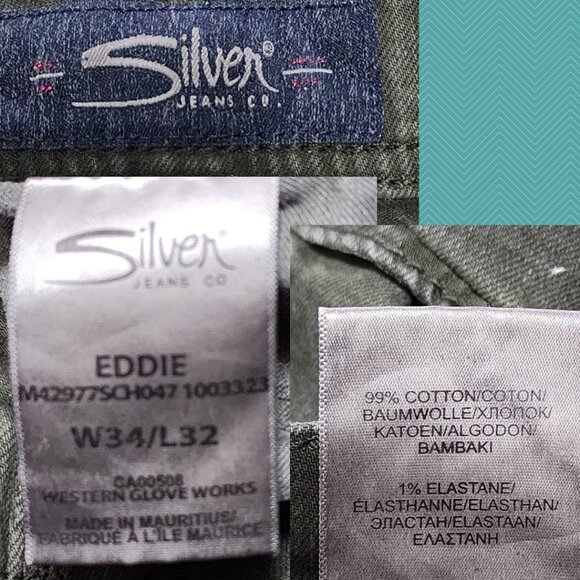 Silver®
JEANS CO.
Silver
JEANS CO
EDDIE
M42977SCH047 1003323
W34/L32
CA00508
WESTERN GLOVE WORKS
MADE IN MAURITIUS/
FABRIQUÉ À L'ÎLE MAURICE
99% COTTON/COTON/
BAUMWOLLE/ХЛОПОК/
KATOEN/ALGODON/
BAMBAKI
1% ELASTANE/
ÉLASTHANNE/ELASTHAN/
ЭЛАСТАН/ELASTAAN/
ΕΛΑΣΤΑΝΗ